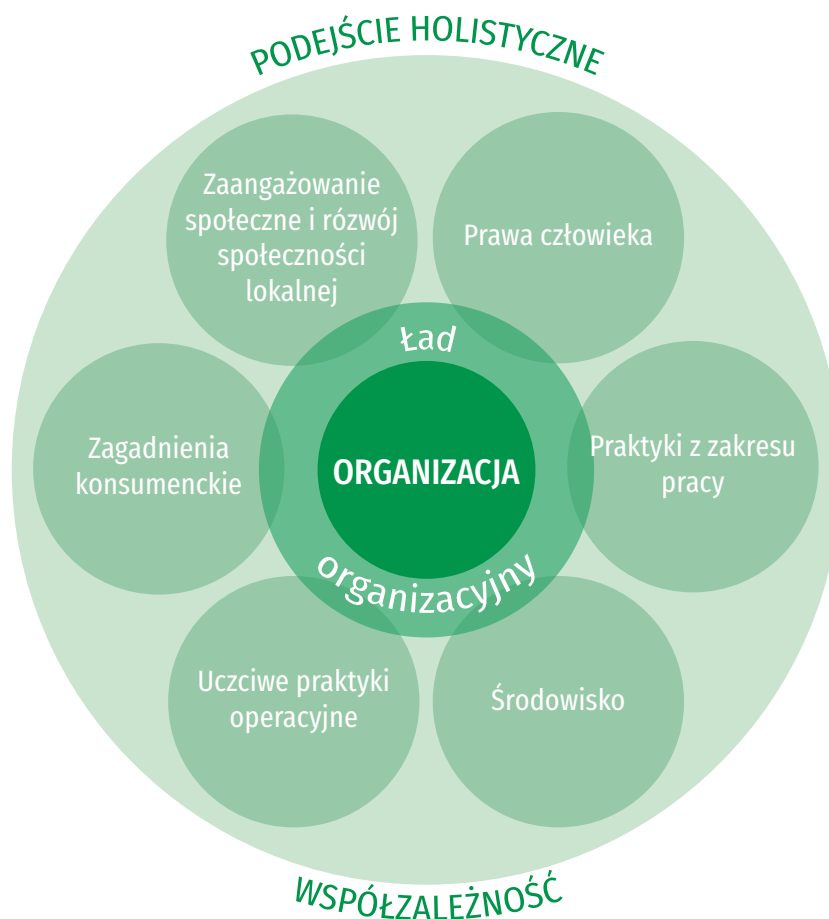 PODEJŚCIE HOLISTYCZNE
Zaangażowanie
społeczne i rózwój
społeczności
lokalnej
Prawa człowieka
Ład
Zagadnienia
konsumenckie
ORGANIZACJA
Praktyki z zakresu
pracy
organizacyjny
Uczciwe praktyki
operacyjne
Środowisko
WSPÓŁZALEŻNOŚĆ